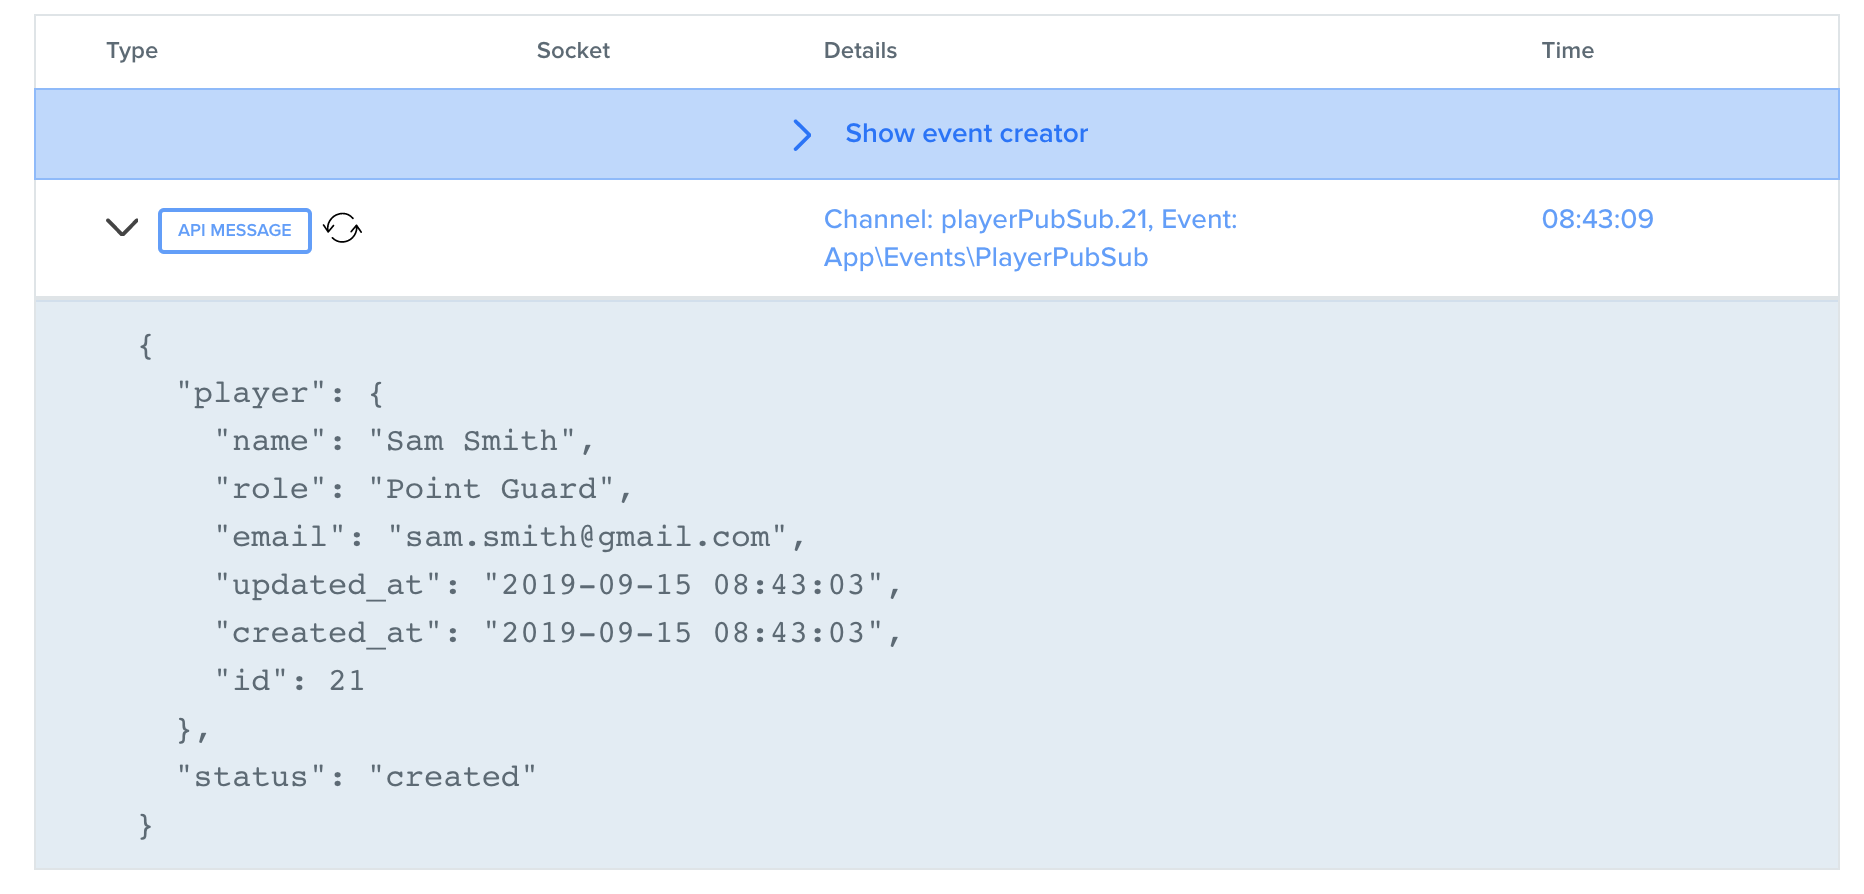 Type Socket Details Time
Show event creator
API MESSAGE Channel: playerPubSub.21, Event: 08:43:09
App\Events\PlayerPubSub
{
  "player": {
    "name": "Sam Smith",
    "role": "Point Guard",
    "email": "sam.smith@gmail.com",
    "updated_at": "2019-09-15 08:43:03",
    "created_at": "2019-09-15 08:43:03",
    "id": 21
  },
  "status": "created"
}